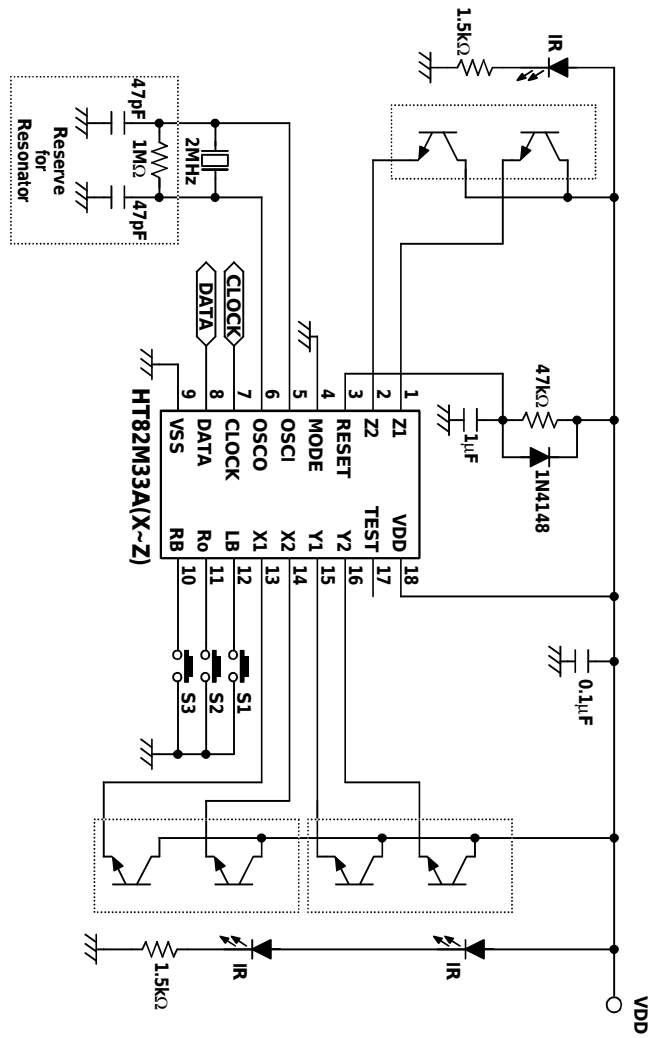 VDD
1.5kΩ
IR
47pF
47pF
2MHz
1MΩ
Reserve
for
Resonator
CLOCK
DATA
47kΩ
1µF
1N4148
0.1µF
1
2
3
4
5
6
7
8
9
Z1
Z2
RESET
MODE
OSCI
OSCO
CLOCK
DATA
VSS
VDD
TEST
Y2
Y1
X2
X1
LB
Ro
RB
18
17
16
15
14
13
12
11
10
HT82M33A(X~Z)
S1
S2
S3
IR
IR
1.5kΩ